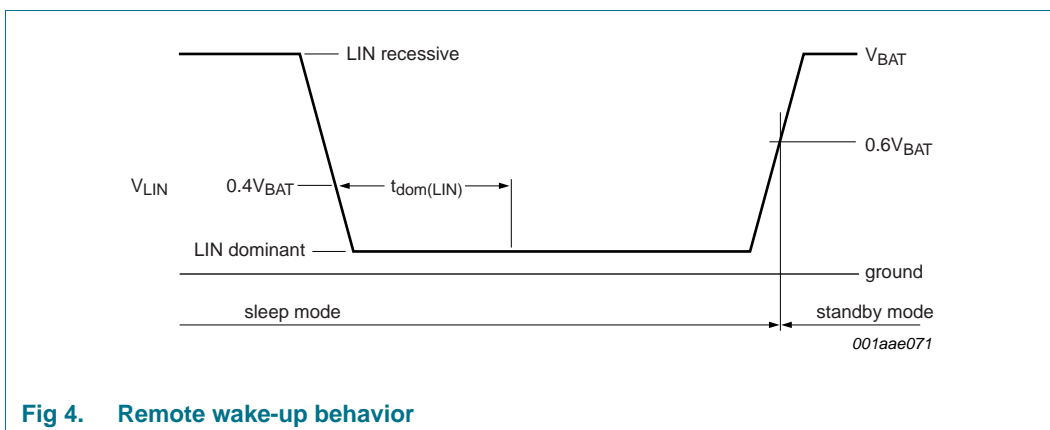 LIN recessive
V_BAT
0.6V_BAT
V_LIN 0.4V_BAT t_dom(LIN)
LIN dominant
ground
sleep mode standby mode
001aae071
Fig 4. Remote wake-up behavior